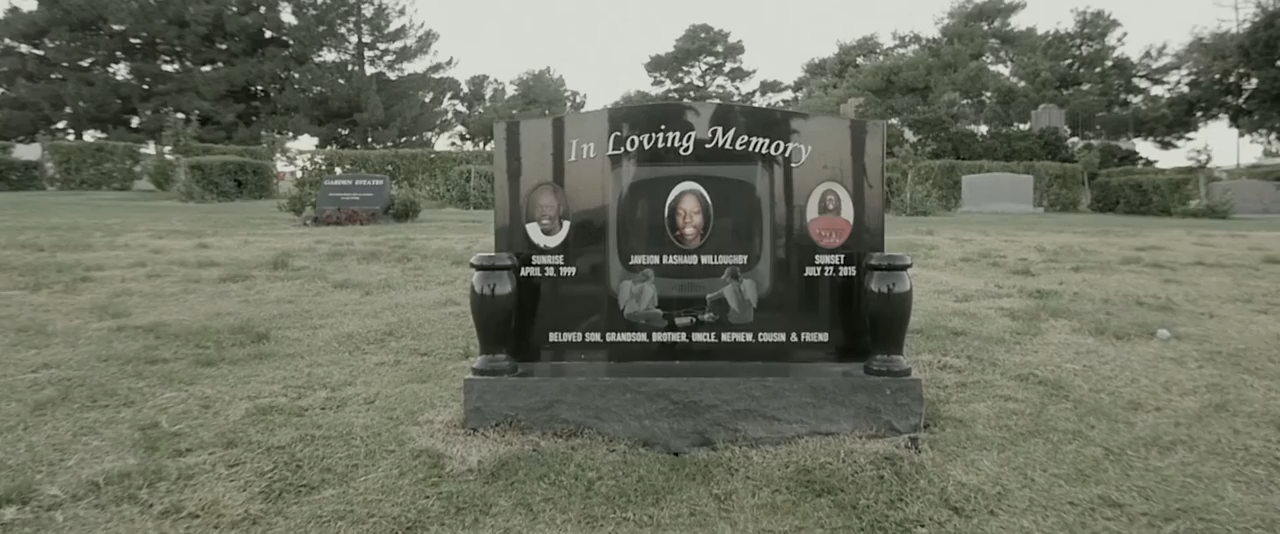 In Loving Memory
GARDEN ESTATES
SUNRISE
APRIL 30, 1999
JAVEION RASHAUD WILLOUGHBY
SUNSET
JULY 27, 2015
BELOVED SON, GRANDSON, BROTHER, UNCLE, NEPHEW, COUSIN & FRIEND